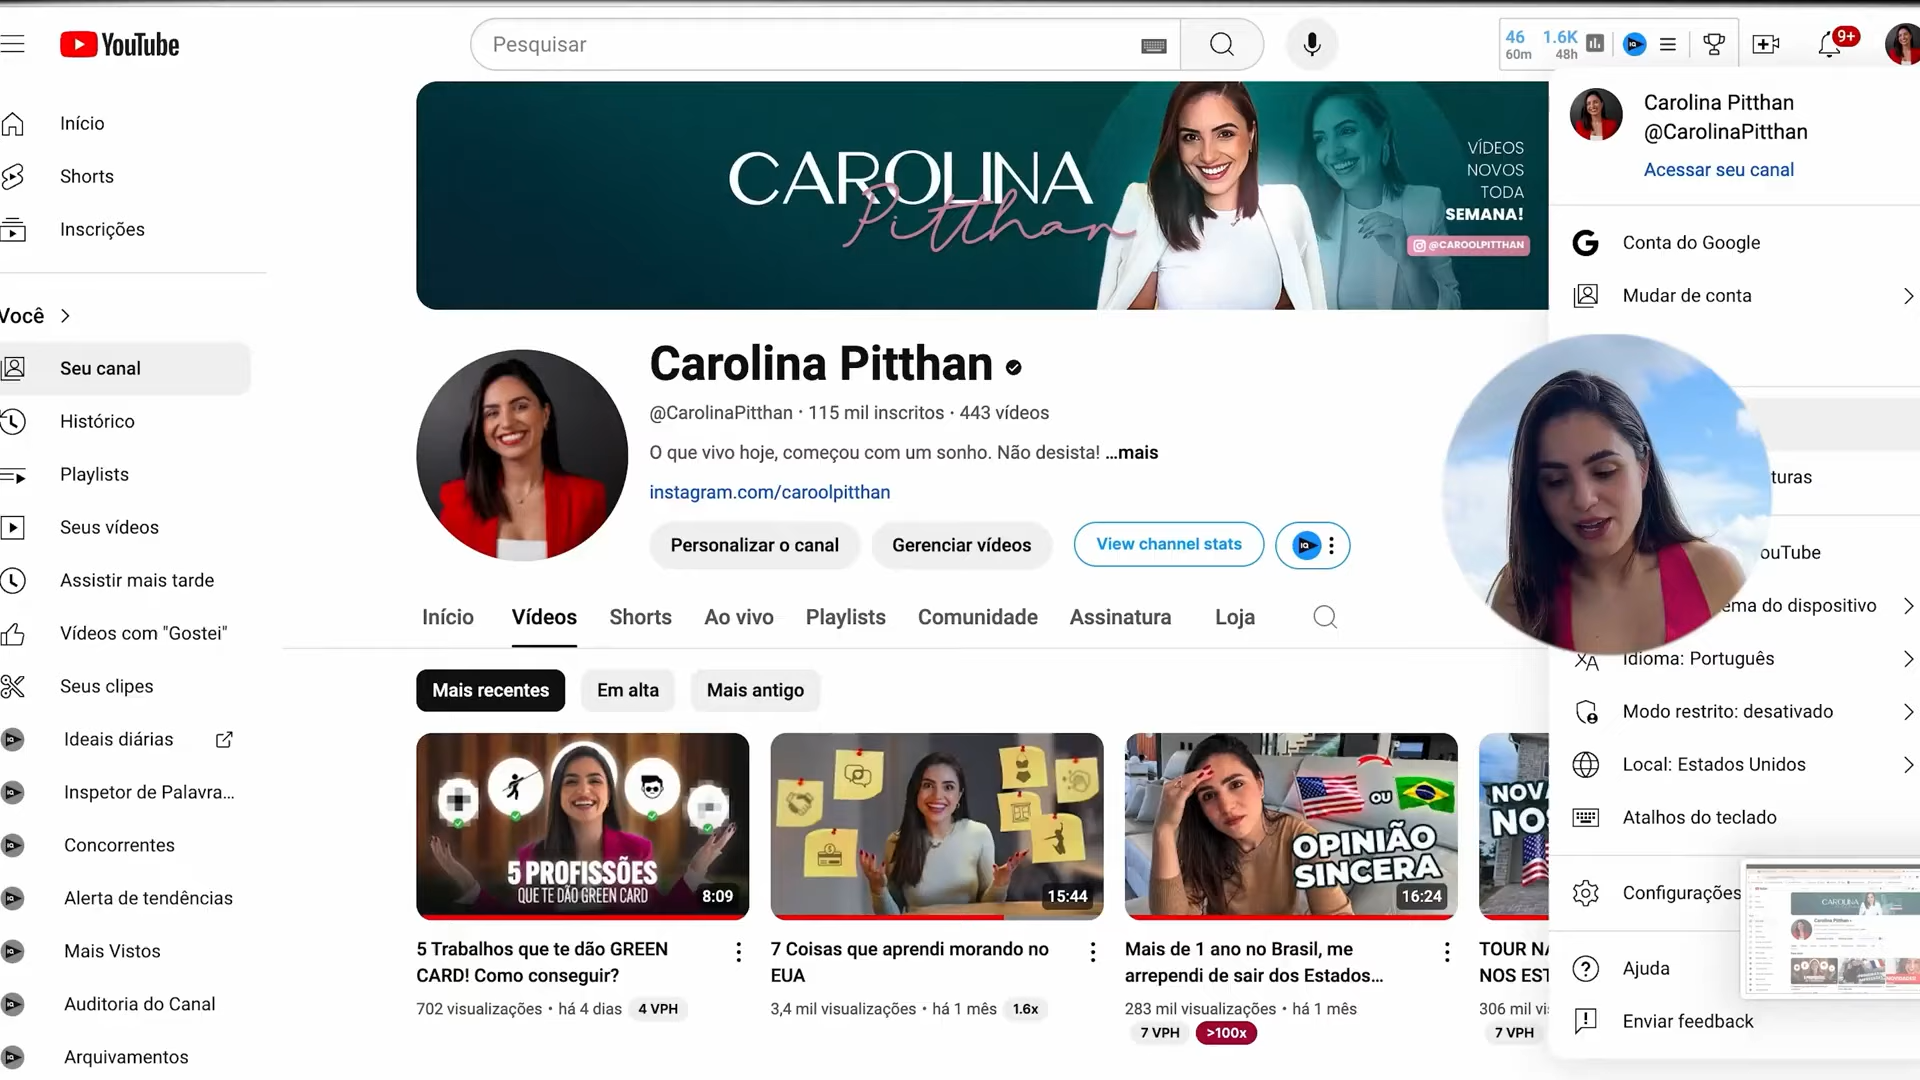 YouTube
Pesquisar
46
60m
1.6K
48h
9+
Início
Shorts
Inscrições
Você
Seu canal
Histórico
Playlists
Seus vídeos
Assistir mais tarde
Vídeos com "Gostei"
Seus clipes
Ideais diárias
Inspetor de Palavra...
Concorrentes
Alerta de tendências
Mais Vistos
Auditoria do Canal
Arquivamentos
CAROLINA
Pitthan
VÍDEOS
NOVOS
TODA
SEMANA!
@CAROOLPITTHAN
Carolina Pitthan
@CarolinaPitthan · 115 mil inscritos · 443 vídeos
O que vivo hoje, começou com um sonho. Não desista! ...mais
instagram.com/caroolpitthan
Personalizar o canal
Gerenciar vídeos
View channel stats
Início
Vídeos
Shorts
Ao vivo
Playlists
Comunidade
Assinatura
Loja
Mais recentes
Em alta
Mais antigo
5 PROFISSÕES
QUE TE DÃO GREEN CARD
8:09
5 Trabalhos que te dão GREEN
CARD! Como conseguir?
702 visualizações · há 4 dias 4 VPH
15:44
7 Coisas que aprendi morando no
EUA
3,4 mil visualizações · há 1 mês 1.6x
OU
OPINIÃO
SINCERA
16:24
Mais de 1 ano no Brasil, me
arrependi de sair dos Estados...
283 mil visualizações · há 1 mês
7 VPH >100x
NOV
NOS
TOUR NA
NOS EST
306 mil vi
7 VPH
Carolina Pitthan
@CarolinaPitthan
Acessar seu canal
Conta do Google
Mudar de conta
turas
ouTube
ema do dispositivo
Idioma: Português
Modo restrito: desativado
Local: Estados Unidos
Atalhos do teclado
Configurações
Ajuda
Enviar feedback